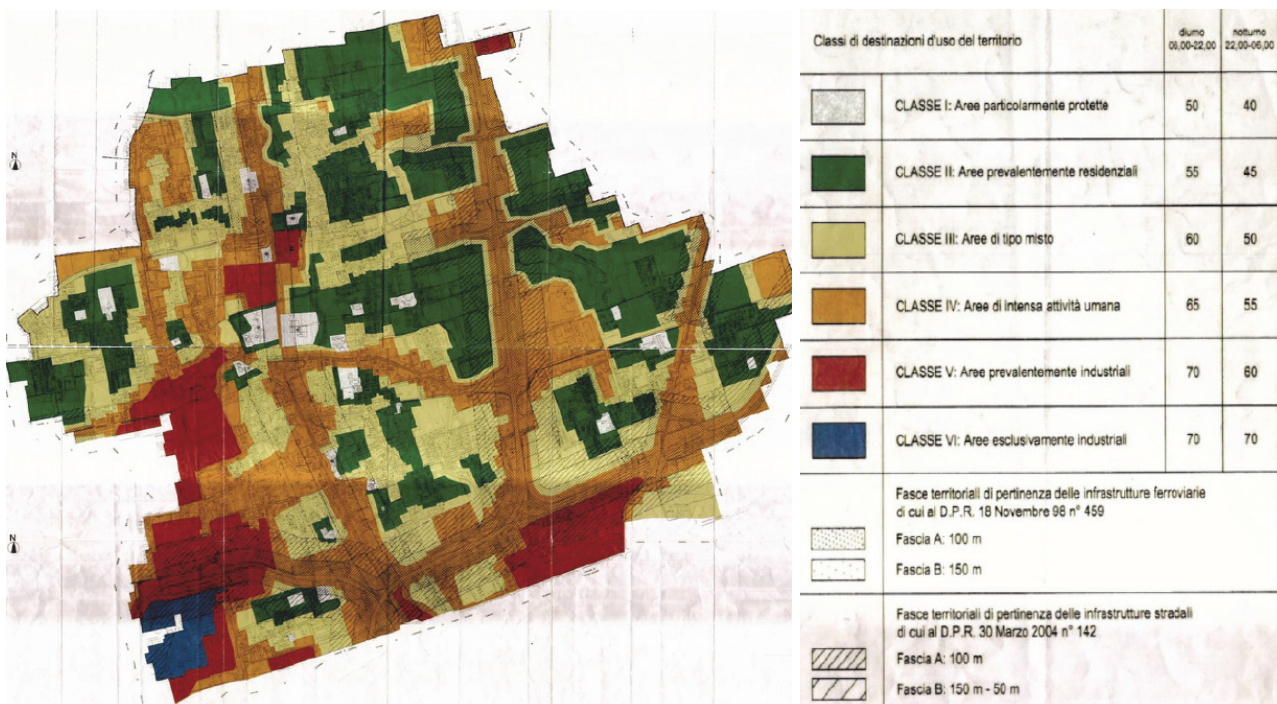 N
N
Classi di destinazioni d'uso del territorio
diurno
06,00-22,00
notturno
22,00-06,00
CLASSE I: Aree particolarmente protette
50
40
CLASSE II: Aree prevalentemente residenziali
55
45
CLASSE III: Aree di tipo misto
60
50
CLASSE IV: Aree di intensa attività umana
65
55
CLASSE V: Aree prevalentemente industriali
70
60
CLASSE VI: Aree esclusivamente industriali
70
70
Fasce territoriali di pertinenza delle infrastrutture ferroviarie
di cui al D.P.R. 18 Novembre 98 n° 459
Fascia A: 100 m
Fascia B: 150 m
Fasce territoriali di pertinenza delle infrastrutture stradali
di cui al D.P.R. 30 Marzo 2004 n° 142
Fascia A: 100 m
Fascia B: 150 m - 50 m